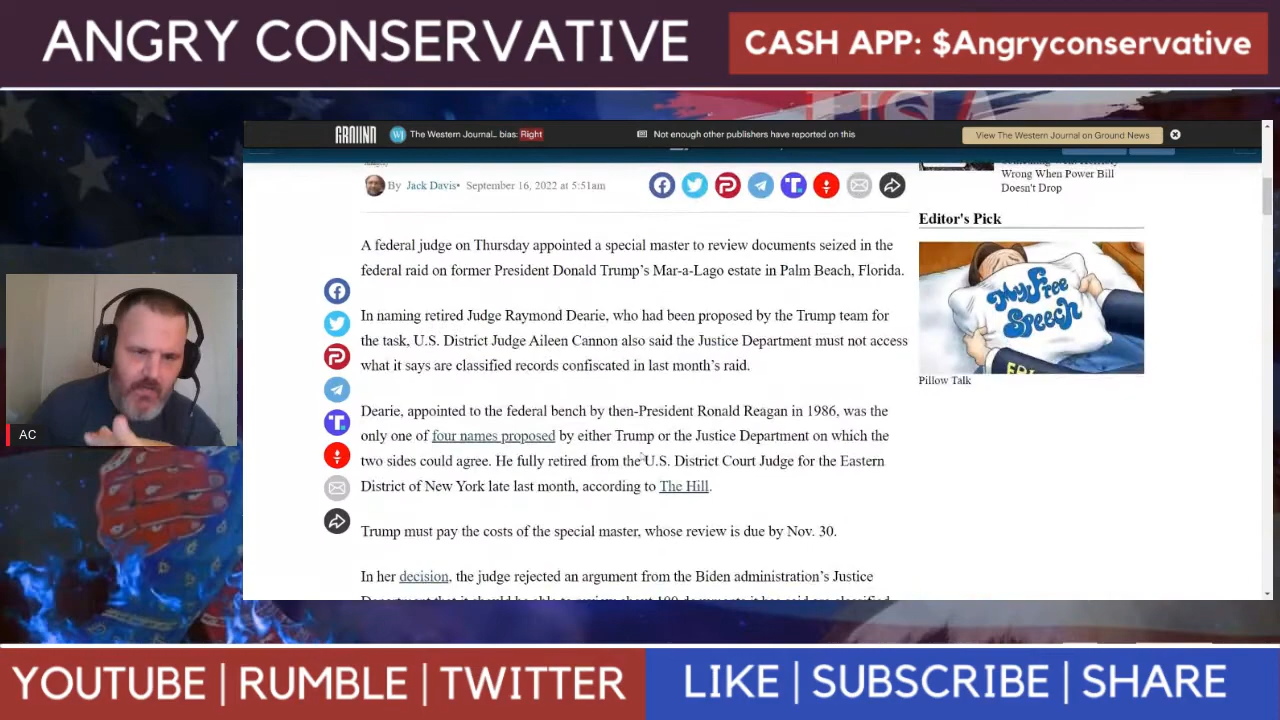 ANGRY CONSERVATIVE
CASH APP: $Angryconservative
USA
GROUND
The Western Journal... bias: Right
Not enough other publishers have reported on this
View The Western Journal on Ground News
By Jack Davis • September 16, 2022 at 5:51am
Wrong When Power Bill
Doesn't Drop
Editor's Pick
My Free
Speech
Pillow Talk
A federal judge on Thursday appointed a special master to review documents seized in the
federal raid on former President Donald Trump's Mar-a-Lago estate in Palm Beach, Florida.
In naming retired Judge Raymond Dearie, who had been proposed by the Trump team for
the task, U.S. District Judge Aileen Cannon also said the Justice Department must not access
what it says are classified records confiscated in last month's raid.
Dearie, appointed to the federal bench by then-President Ronald Reagan in 1986, was the
only one of four names proposed by either Trump or the Justice Department on which the
two sides could agree. He fully retired from the U.S. District Court Judge for the Eastern
District of New York late last month, according to The Hill.
Trump must pay the costs of the special master, whose review is due by Nov. 30.
In her decision, the judge rejected an argument from the Biden administration's Justice
AC
YOUTUBE | RUMBLE | TWITTER
LIKE | SUBSCRIBE | SHARE